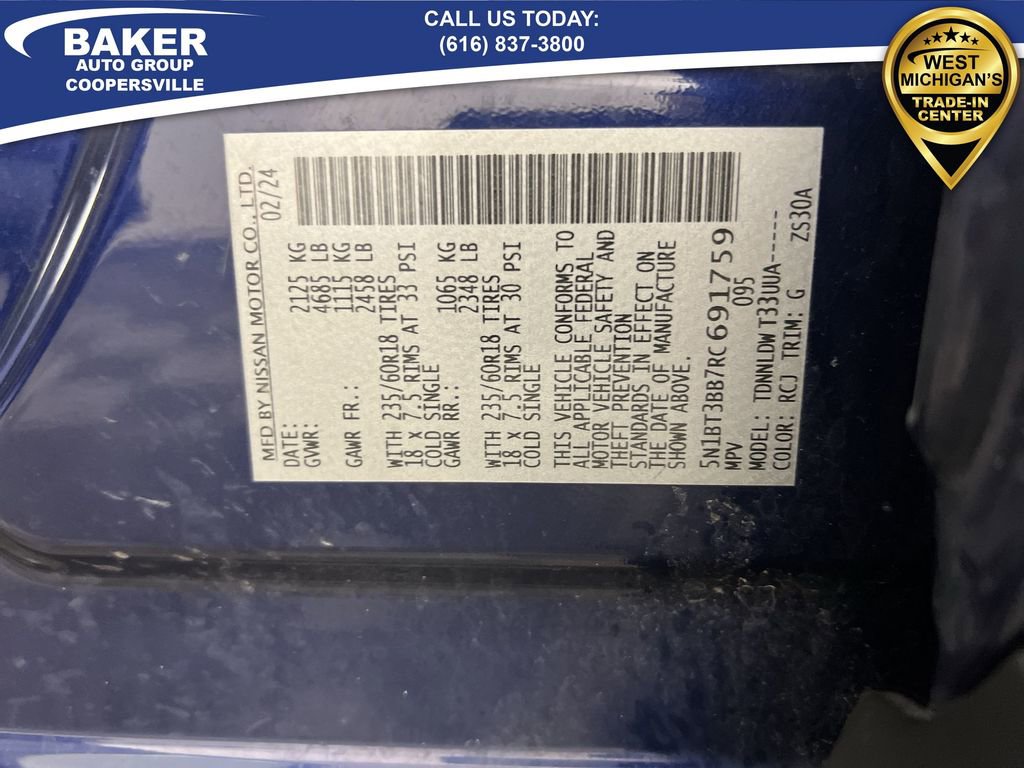 BAKER
AUTO GROUP
COOPERSVILLE
CALL US TODAY:
(616) 837-3800
WEST
MICHIGAN'S
TRADE-IN
CENTER
MFD BY NISSAN MOTOR CO., LTD.
DATE: 02/24
GVWR: 2125 KG
4685 LB
GAWR FR.: 1115 KG
2458 LB
WITH 235/60R18 TIRES
18 x 7.5 RIMS AT 33 PSI
COLD SINGLE
GAWR RR.: 1065 KG
2348 LB
WITH 235/60R18 TIRES
18 x 7.5 RIMS AT 30 PSI
COLD SINGLE
THIS VEHICLE CONFORMS TO
ALL APPLICABLE FEDERAL
MOTOR VEHICLE SAFETY AND
THEFT PREVENTION
STANDARDS IN EFFECT ON
THE DATE OF MANUFACTURE
SHOWN ABOVE.
5N1BT3BB7RC691759
MPV 095
MODEL: TDNNLDW T33UUA-----
COLOR: RCJ TRIM: G ZS30A